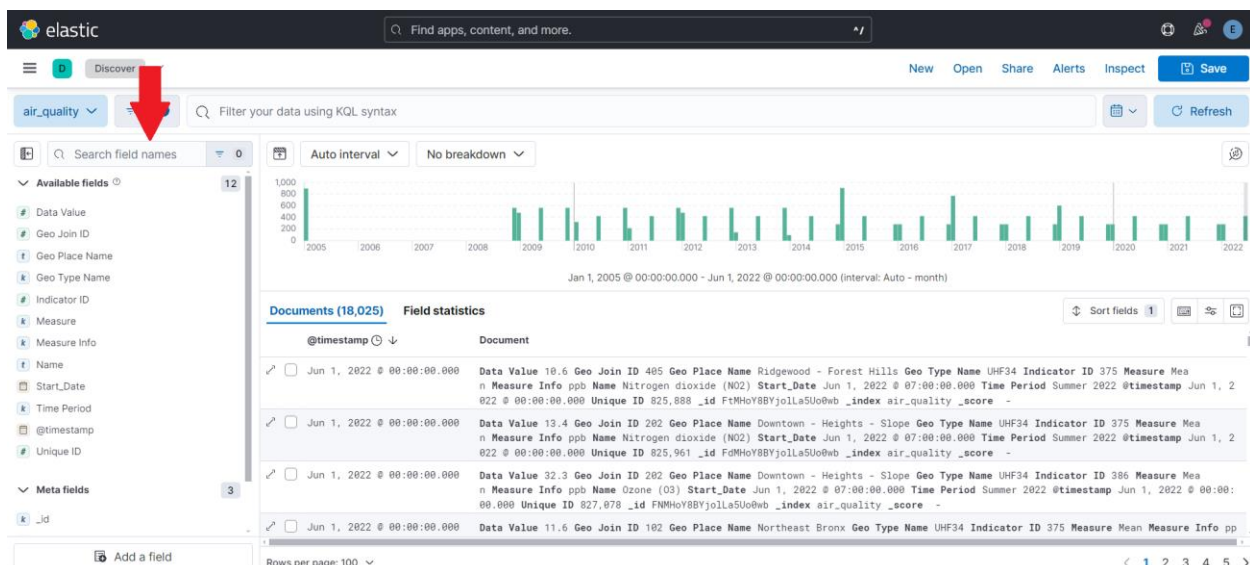 elastic
Find apps, content, and more.
^/
E
D
Discover
New
Open
Share
Alerts
Inspect
Save
air_quality
Filter your data using KQL syntax
Refresh
Search field names
0
Auto interval
No breakdown
Available fields
12
Data Value
Geo Join ID
Geo Place Name
Geo Type Name
Indicator ID
Measure
Measure Info
Name
Start_Date
Time Period
@timestamp
Unique ID
Meta fields
3
_id
Add a field
1,000
800
600
400
200
0
2005 2006 2007 2008 2009 2010 2011 2012 2013 2014 2015 2016 2017 2018 2019 2020 2021 2022
Jan 1, 2005 @ 00:00:00.000 - Jun 1, 2022 @ 00:00:00.000 (interval: Auto - month)
Documents (18,025) Field statistics
Sort fields 1
@timestamp Document
Jun 1, 2022 @ 00:00:00.000
Data Value 10.6 Geo Join ID 405 Geo Place Name Ridgewood - Forest Hills Geo Type Name UHF34 Indicator ID 375 Measure Mea
n Measure Info ppb Name Nitrogen dioxide (NO2) Start_Date Jun 1, 2022 @ 07:00:00.000 Time Period Summer 2022 @timestamp Jun 1, 2
022 @ 00:00:00.000 Unique ID 825,888 _id FtMHoY8BYjolLa5Uo0wb _index air_quality _score -
Jun 1, 2022 @ 00:00:00.000
Data Value 13.4 Geo Join ID 202 Geo Place Name Downtown - Heights - Slope Geo Type Name UHF34 Indicator ID 375 Measure Mea
n Measure Info ppb Name Nitrogen dioxide (NO2) Start_Date Jun 1, 2022 @ 07:00:00.000 Time Period Summer 2022 @timestamp Jun 1, 2
022 @ 00:00:00.000 Unique ID 825,961 _id FdMHoY8BYjolLa5Uo0wb _index air_quality _score -
Jun 1, 2022 @ 00:00:00.000
Data Value 32.3 Geo Join ID 202 Geo Place Name Downtown - Heights - Slope Geo Type Name UHF34 Indicator ID 386 Measure Mea
n Measure Info ppb Name Ozone (O3) Start_Date Jun 1, 2022 @ 07:00:00.000 Time Period Summer 2022 @timestamp Jun 1, 2022 @ 00:00:
00.000 Unique ID 827,078 _id FNMHoY8BYjolLa5Uo0wb _index air_quality _score -
Jun 1, 2022 @ 00:00:00.000
Data Value 11.6 Geo Join ID 102 Geo Place Name Northeast Bronx Geo Type Name UHF34 Indicator ID 375 Measure Mean Measure Info pp
Rows per page: 100
1 2 3 4 5